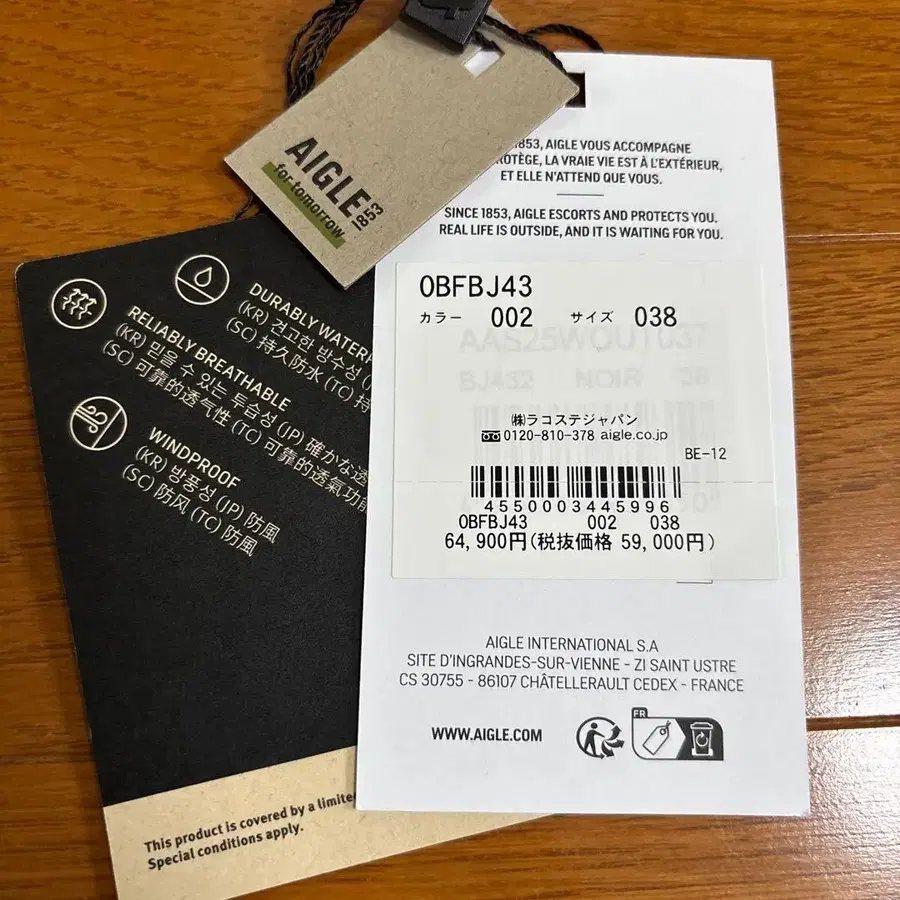 AIGLE
1853
for tomorrow
1853, AIGLE VOUS ACCOMPAGNE
LA VRAIE VIE EST À L'EXTÉRIEUR,
ET ELLE N'ATTEND QUE VOUS.
SINCE 1853, AIGLE ESCORTS AND PROTECTS YOU.
REAL LIFE IS OUTSIDE, AND IT IS WAITING FOR YOU.
0BFBJ43
カラー 002 サイズ 038
AAS25WOUT037
BJ432 NOIR 38
㈱ラコステジャパン
0120-810-378 aigle.co.jp
BE-12
4550003445996
0BFBJ43 002 038
64,900円(税抜価格 59,000円)
AIGLE INTERNATIONAL S.A
SITE D'INGRANDES-SUR-VIENNE - ZI SAINT USTRE
CS 30755 - 86107 CHÂTELLERAULT CEDEX - FRANCE
WWW.AIGLE.COM
FR
DURABLY
(KR) 견고한 방수성
(SC) 持久防水 (TC)
RELIABLY BREATHABLE
(KR) 믿을 수 있는 투습성 (JP) 確かな透
(SC) 可靠的透气性 (TC) 可靠的透氣功能
WINDPROOF
(KR) 방풍성 (JP) 防風
(SC) 防风 (TC) 防風
This product is covered by a limited
Special conditions apply.